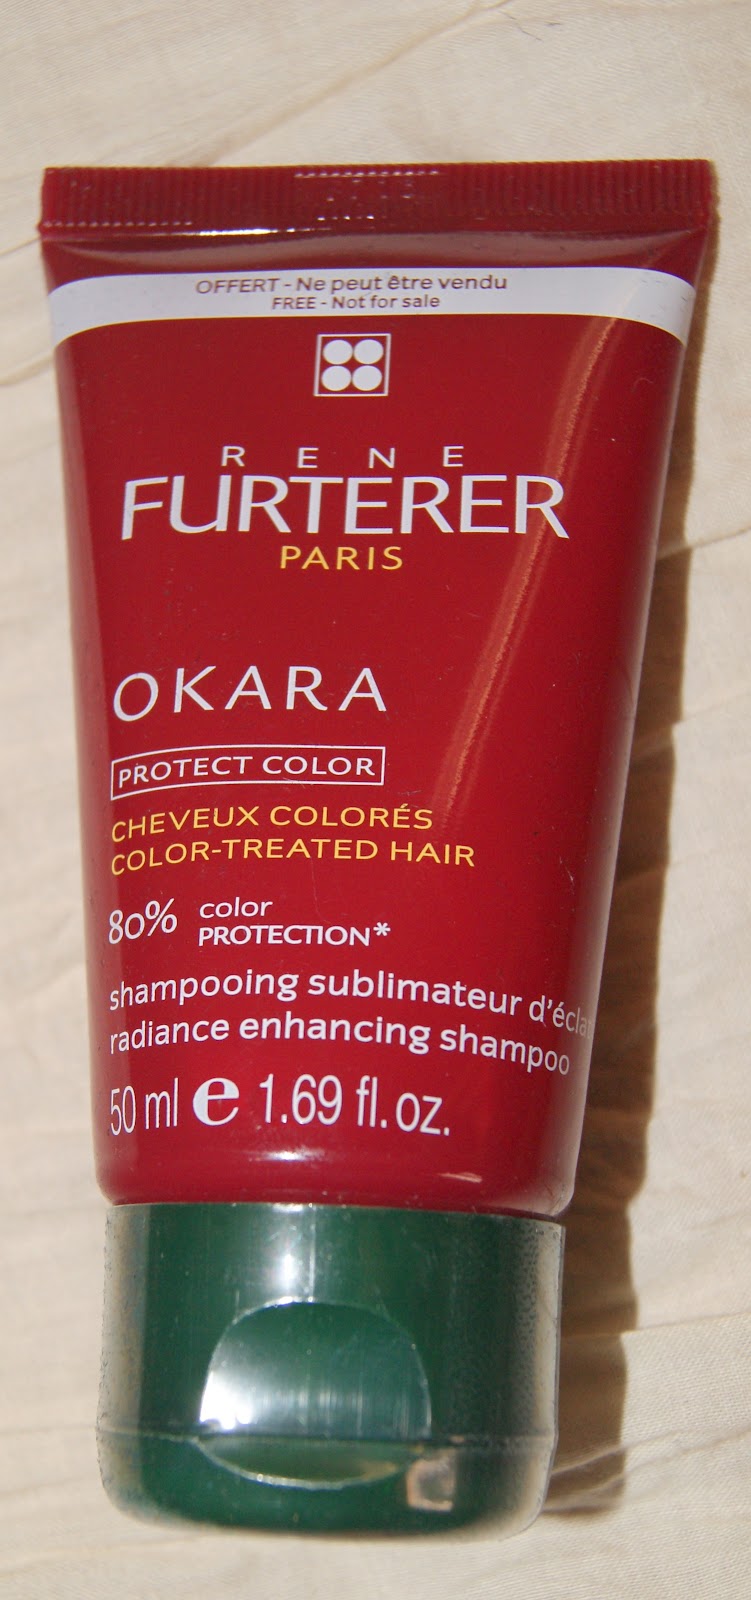 OFFERT - Ne peut être vendu
FREE - Not for sale
RENE
FURTERER
PARIS
OKARA
PROTECT COLOR
CHEVEUX COLORÉS
COLOR-TREATED HAIR
80% color
PROTECTION*
shampooing sublimateur d'éclat
radiance enhancing shampoo
50 ml e 1.69 fl. oz.